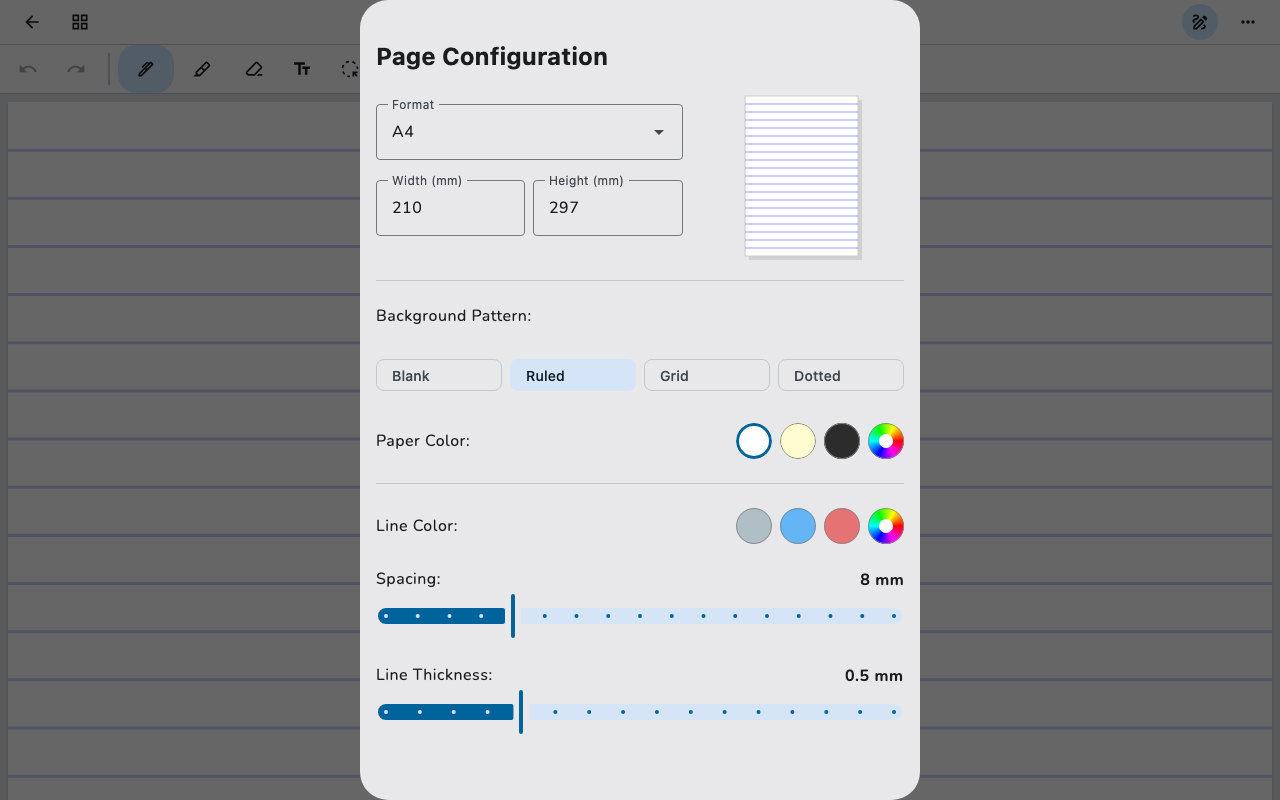 Page Configuration
Format
A4
Width (mm)
210
Height (mm)
297
Background Pattern:
Blank
Ruled
Grid
Dotted
Paper Color:
Line Color:
Spacing:
8 mm
Line Thickness:
0.5 mm